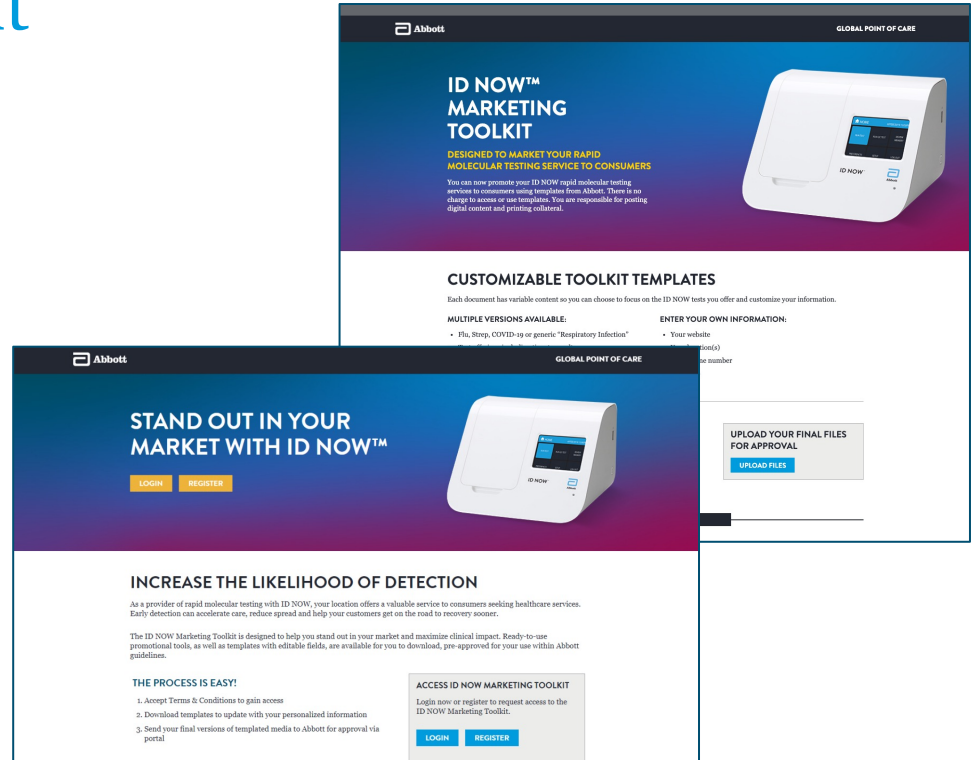 Abbott
GLOBAL POINT OF CARE
ID NOW™
MARKETING
TOOLKIT
DESIGNED TO MARKET YOUR RAPID
MOLECULAR TESTING SERVICE TO CONSUMERS
You can now promote your ID NOW rapid molecular testing
services to consumers using templates from Abbott. There is no
charge to access or use templates. You are responsible for posting
digital content and printing collateral.
ID NOW
CUSTOMIZABLE TOOLKIT TEMPLATES
Each document has variable content so you can choose to focus on the ID NOW tests you offer and customize your information.
MULTIPLE VERSIONS AVAILABLE:
• Flu, Strep, COVID-19 or generic "Respiratory Infection"
ENTER YOUR OWN INFORMATION:
• Your website
number
UPLOAD YOUR FINAL FILES
FOR APPROVAL
UPLOAD FILES
Abbott
GLOBAL POINT OF CARE
STAND OUT IN YOUR
MARKET WITH ID NOW™
LOGIN REGISTER
ID NOW
INCREASE THE LIKELIHOOD OF DETECTION
As a provider of rapid molecular testing with ID NOW, your location offers a valuable service to consumers seeking healthcare services.
Early detection can accelerate care, reduce spread and help your customers get on the road to recovery sooner.
The ID NOW Marketing Toolkit is designed to help you stand out in your market and maximize clinical impact. Ready-to-use
promotional tools, as well as templates with editable fields, are available for you to download, pre-approved for your use within Abbott
guidelines.
THE PROCESS IS EASY!
1. Accept Terms & Conditions to gain access
2. Download templates to update with your personalized information
3. Send your final versions of templated media to Abbott for approval via
portal
ACCESS ID NOW MARKETING TOOLKIT
Login now or register to request access to the
ID NOW Marketing Toolkit.
LOGIN REGISTER